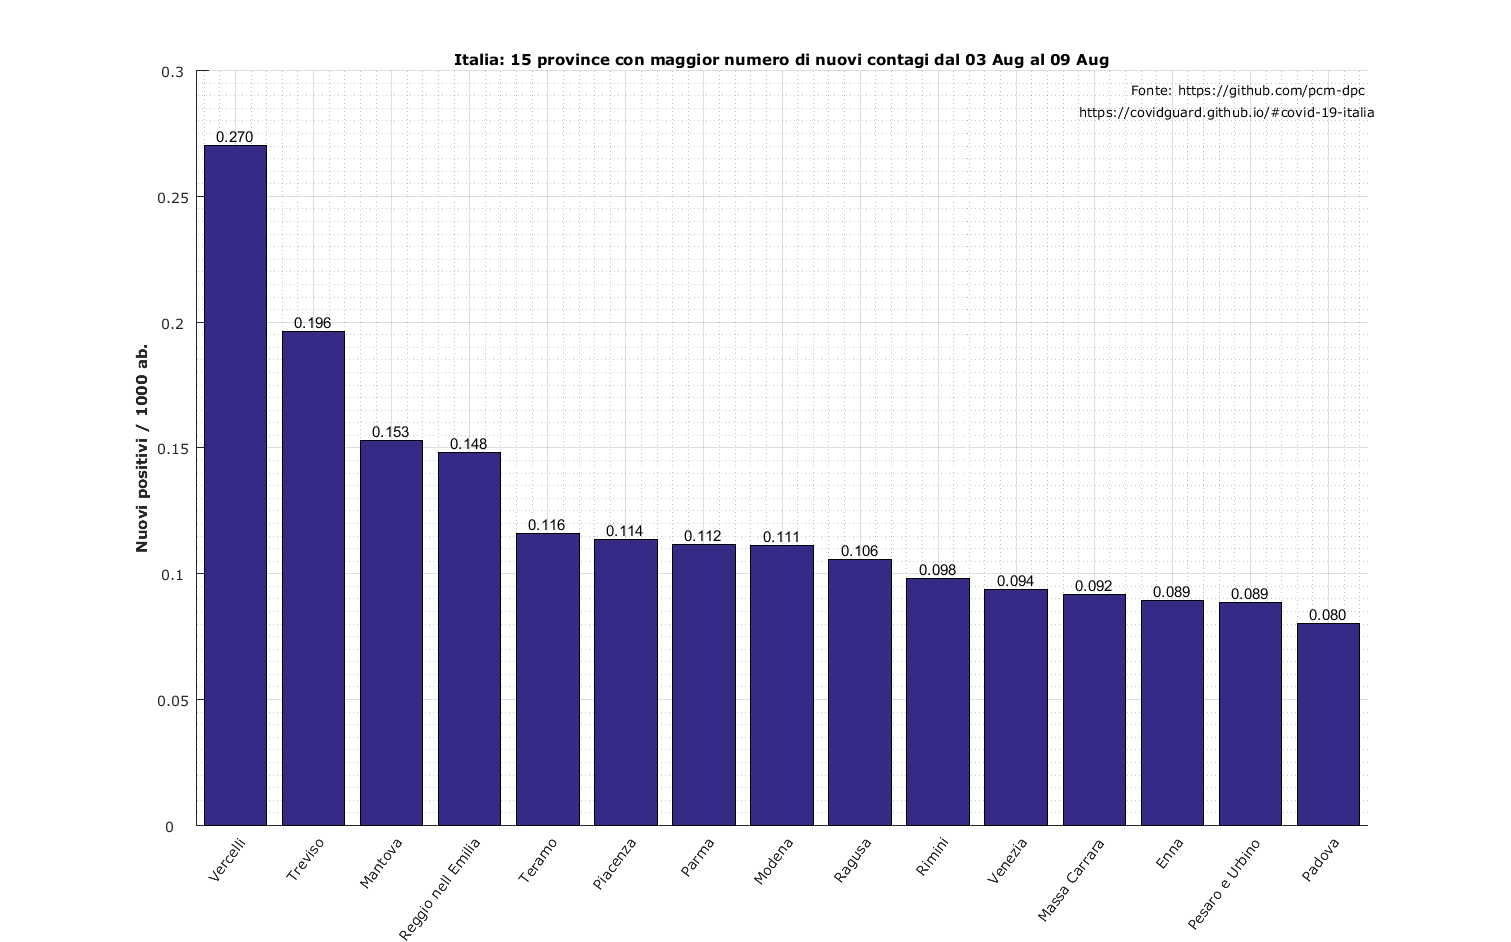 Italia: 15 province con maggior numero di nuovi contagi dal 03 Aug al 09 Aug
Fonte: https://github.com/pcm-dpc
https://covidguard.github.io/#covid-19-italia
Nuovi positivi / 1000 ab.
0.3
0.25
0.2
0.15
0.1
0.05
0
0.270
0.196
0.153
0.148
0.116
0.114
0.112
0.111
0.106
0.098
0.094
0.092
0.089
0.089
0.080
Vercelli
Treviso
Mantova
Reggio nell Emilia
Teramo
Piacenza
Parma
Modena
Ragusa
Rimini
Venezia
Massa Carrara
Enna
Pesaro e Urbino
Padova